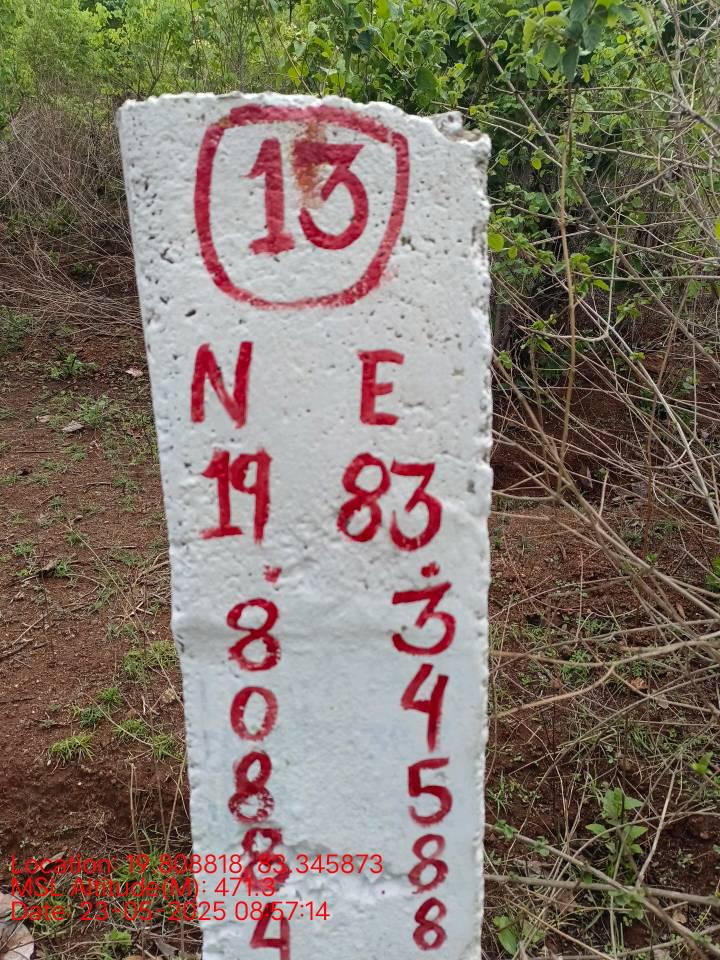 13
N E
19 83
. .
8 3
0 4
8 5
8 8
4 8
Location: 19.808818, 83.345873
MSL Altitude(M): 471.3
Date: 23-05-2025 08:57:14